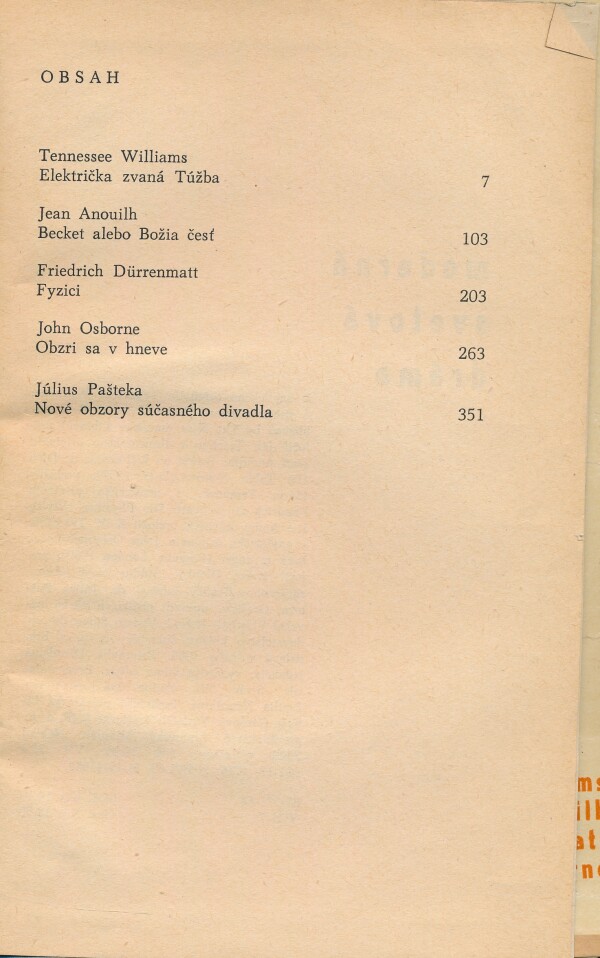 OBSAH
Tennessee Williams
Električka zvaná Túžba 7
Jean Anouilh
Becket alebo Božia česť 103
Friedrich Dürrenmatt
Fyzici 203
John Osborne
Obzri sa v hneve 263
Július Pašteka
Nové obzory súčasného divadla 351